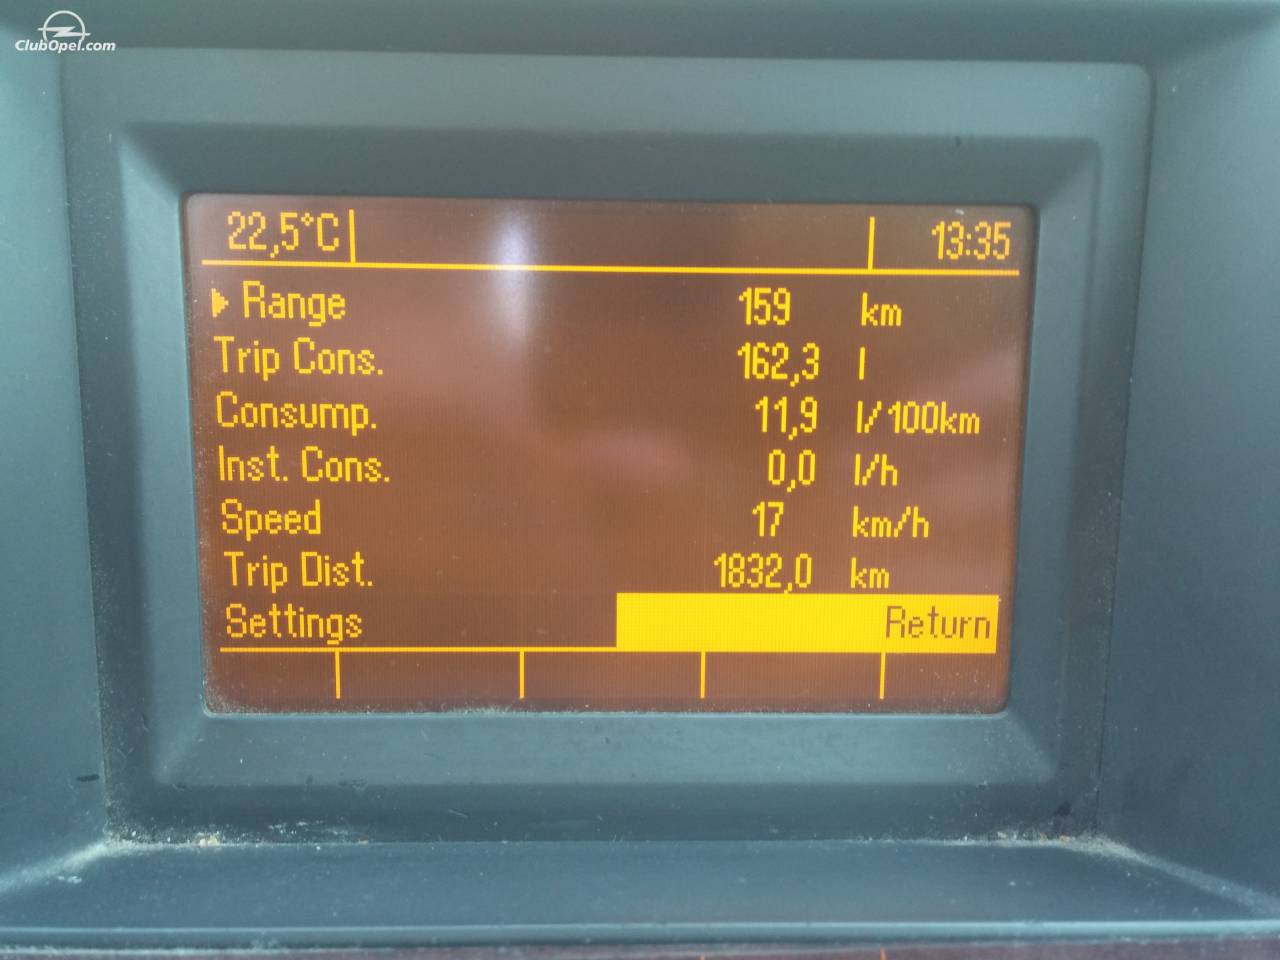 ClubOpel.com
22,5°C 13:35
Range 159 km
Trip Cons. 162,3 l
Consump. 11,9 l/100km
Inst. Cons. 0,0 l/h
Speed 17 km/h
Trip Dist. 1832,0 km
Settings Return